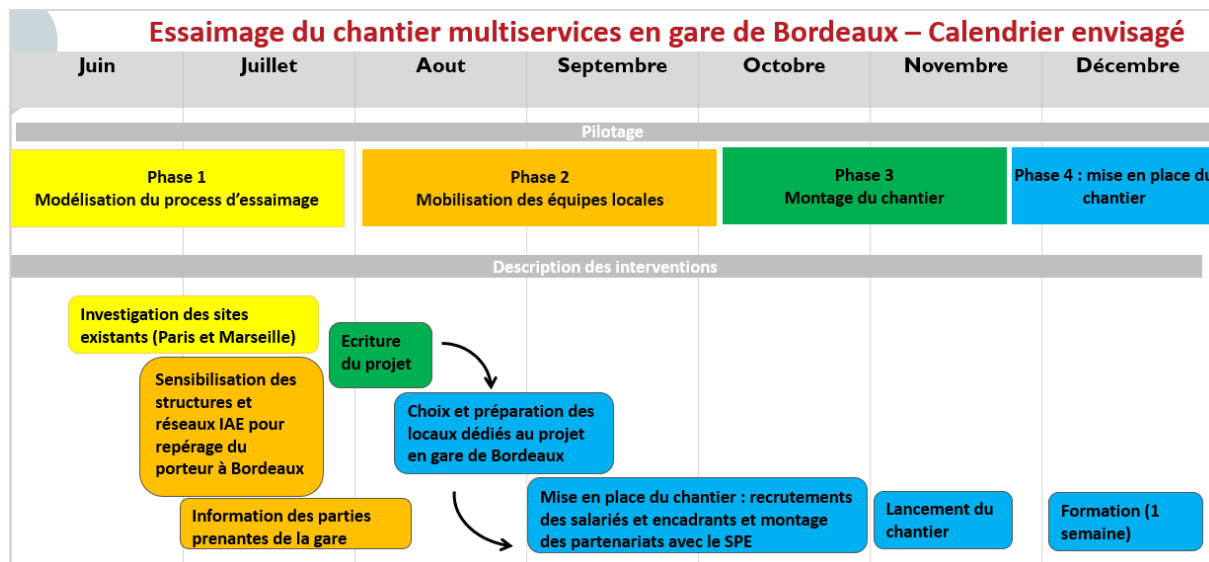 Essaimage du chantier multiservices en gare de Bordeaux – Calendrier envisagé
Juin Juillet Aout Septembre Octobre Novembre Décembre
Pilotage
Phase 1
Modélisation du process d'essaimage
Phase 2
Mobilisation des équipes locales
Phase 3
Montage du chantier
Phase 4 : mise en place du
chantier
Description des interventions
Investigation des sites
existants (Paris et Marseille)
Ecriture
du projet
Sensibilisation des
structures et
réseaux IAE pour
repérage du
porteur à Bordeaux
Choix et préparation des
locaux dédiés au projet
en gare de Bordeaux
Information des parties
prenantes de la gare
Mise en place du chantier : recrutements
des salariés et encadrants et montage
des partenariats avec le SPE
Lancement du
chantier
Formation (1
semaine)